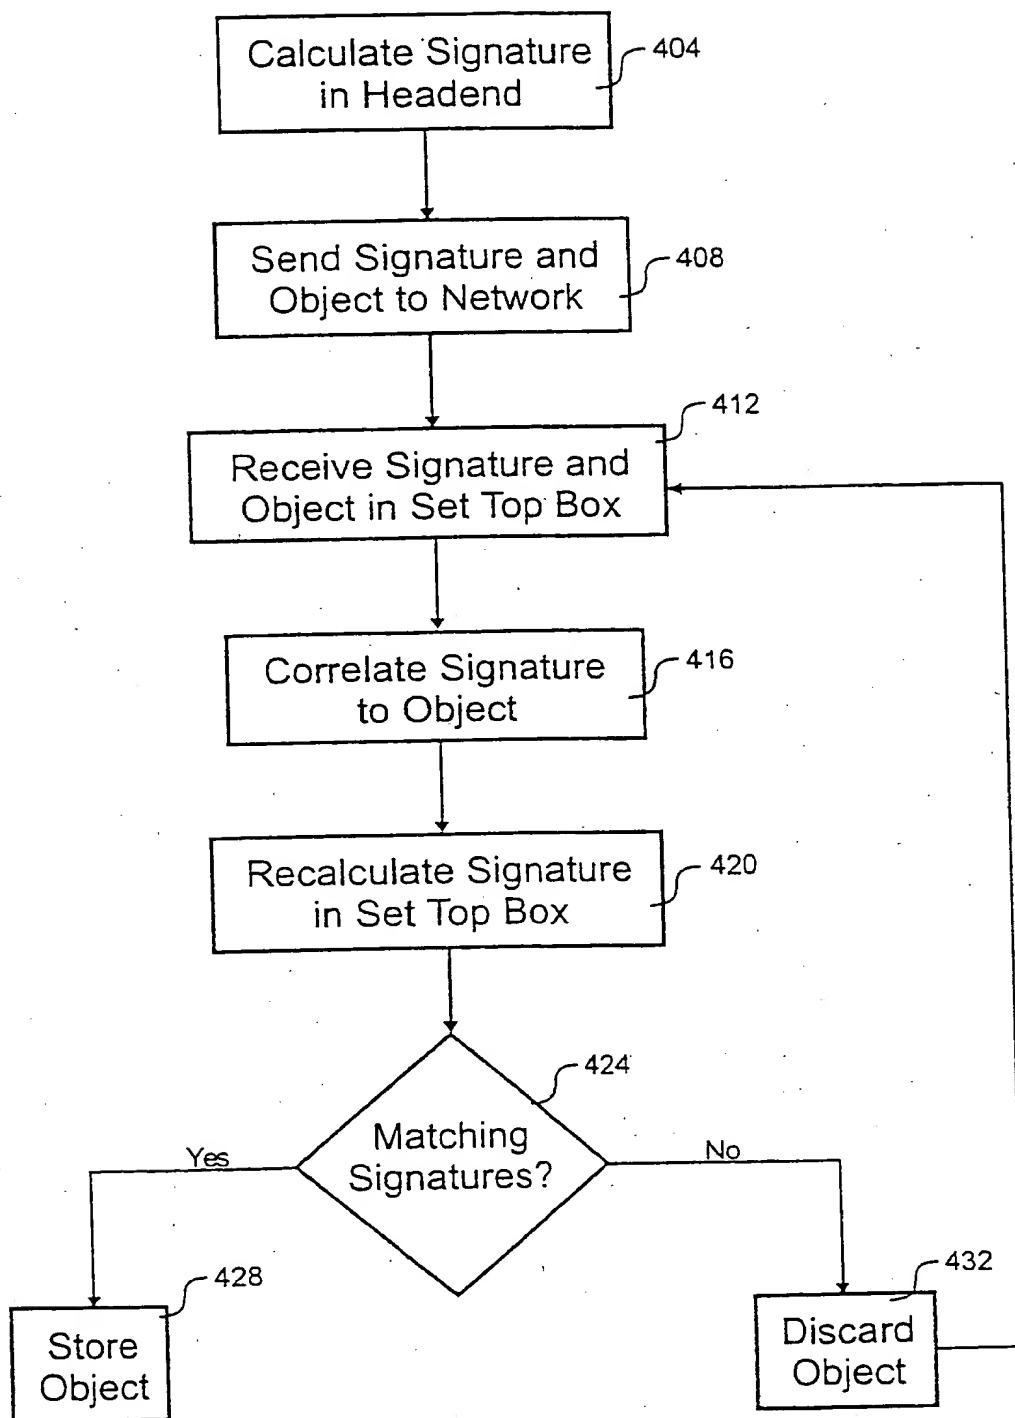 Calculate Signature
in Headend
404
Send Signature and
Object to Network
408
412
Receive Signature and
Object in Set Top Box
Correlate Signature
to Object
416
Recalculate Signature
in Set Top Box
420
424
Matching
Signatures?
Yes
No
428
Store
Object
432
Discard
Object